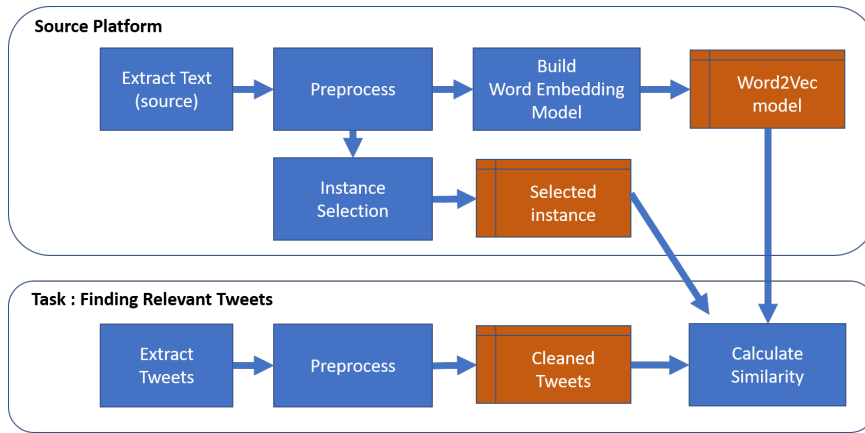 Source Platform
Extract Text
(source)
Preprocess
Build
Word Embedding
Model
Word2Vec
model
Instance
Selection
Selected
instance
Task : Finding Relevant Tweets
Extract
Tweets
Preprocess
Cleaned
Tweets
Calculate
Similarity